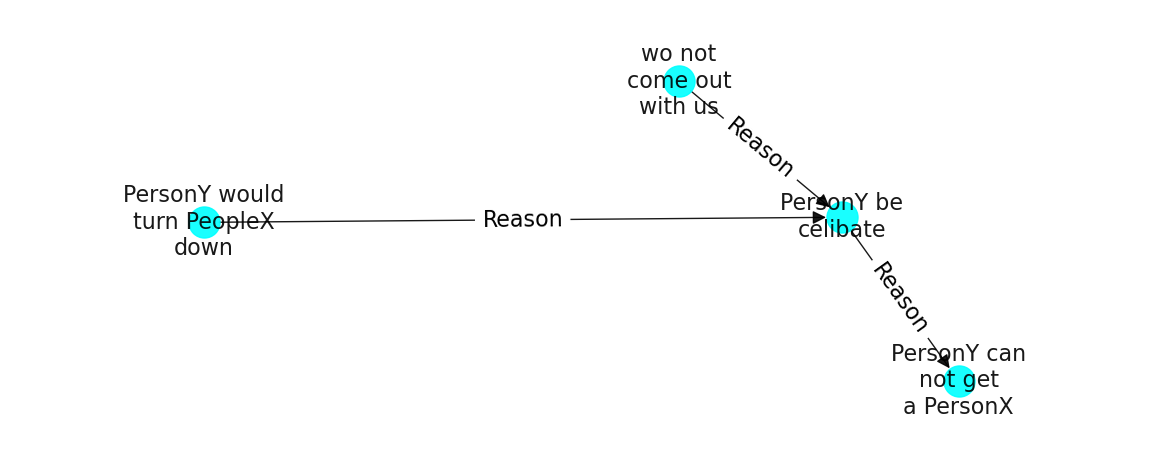 wo not
come out
with us
Reason
PersonY would
turn PeopleX
down
Reason
PersonY be
celibate
Reason
PersonY can
not get
a PersonX